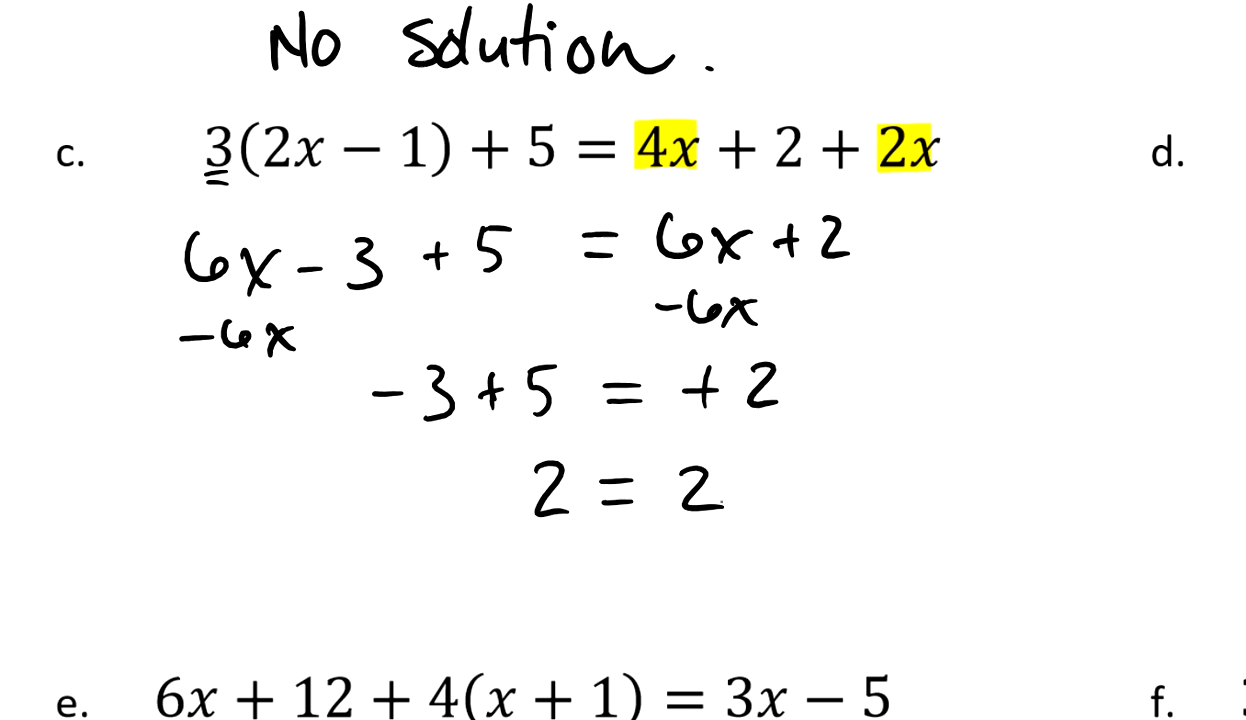 No Solution.
c. 3(2x − 1) + 5 = 4x + 2 + 2x d.
6x - 3 + 5 = 6x + 2
-6x -6x
-3 + 5 = +2
2 = 2
e. 6x + 12 + 4(x + 1) = 3x − 5 f.